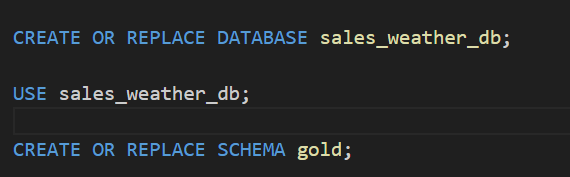 CREATE OR REPLACE DATABASE sales_weather_db;
USE sales_weather_db;
CREATE OR REPLACE SCHEMA gold;